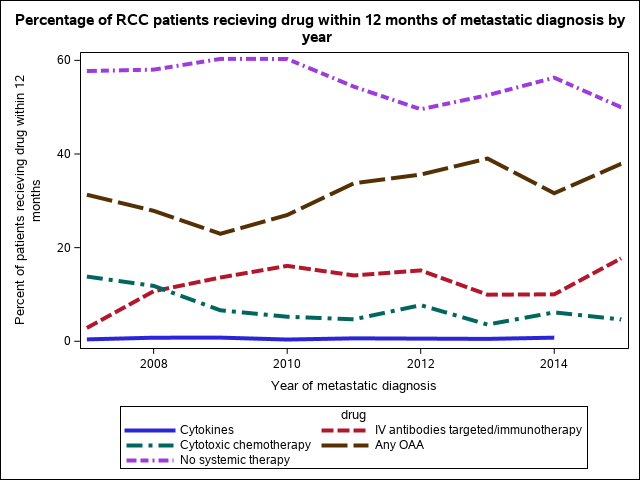 Percentage of RCC patients recieving drug within 12 months of metastatic diagnosis by
year
Percent of patients recieving drug within 12
months
60
40
20
0
2008
2010
2012
2014
Year of metastatic diagnosis
drug
Cytokines
IV antibodies targeted/immunotherapy
Cytotoxic chemotherapy
Any OAA
No systemic therapy